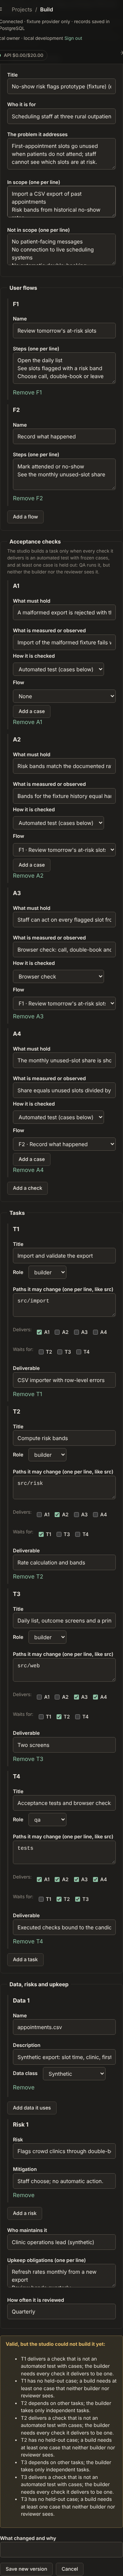 Projects / Build
Connected · fixture provider only · records saved in
PostgreSQL
cal owner · local development Sign out
API $0.00/$20.00
Title
No-show risk flags prototype (fixture)
Who it is for
Scheduling staff at three rural outpatien
The problem it addresses
First-appointment slots go unused
when patients do not attend; staff
cannot see which slots are at risk.
In scope (one per line)
Import a CSV export of past
appointments
Risk bands from historical no-show
Not in scope (one per line)
No patient-facing messages
No connection to live scheduling
systems
User flows
F1
Name
Review tomorrow's at-risk slots
Steps (one per line)
Open the daily list
See slots flagged with a risk band
Choose call, double-book or leave
Remove F1
F2
Name
Record what happened
Steps (one per line)
Mark attended or no-show
See the monthly unused-slot share
Remove F2
Add a flow
Acceptance checks
The studio builds a task only when every check it
delivers is an automated test with frozen cases,
and at least one case is held out. QA runs it, but
neither the builder nor the reviewer sees it.
A1
What must hold
A malformed export is rejected with th
What is measured or observed
Import of the malformed fixture fails w
How it is checked
Automated test (cases below)
Flow
None
Add a case
Remove A1
A2
What must hold
Risk bands match the documented ra
What is measured or observed
Bands for the fixture history equal han
How it is checked
Automated test (cases below)
Flow
F1 · Review tomorrow's at-risk slots
Add a case
Remove A2
A3
What must hold
Staff can act on every flagged slot fro
What is measured or observed
Browser check: call, double-book and
How it is checked
Browser check
Flow
F1 · Review tomorrow's at-risk slots
Remove A3
A4
What must hold
The monthly unused-slot share is sho
What is measured or observed
Share equals unused slots divided by
How it is checked
Automated test (cases below)
Flow
F2 · Record what happened
Add a case
Remove A4
Add a check
Tasks
T1
Title
Import and validate the export
Role builder
Paths it may change (one per line, like src)
src/import
Delivers: A1 A2 A3 A4
Waits for: T2 T3 T4
Deliverable
CSV importer with row-level errors
Remove T1
T2
Title
Compute risk bands
Role builder
Paths it may change (one per line, like src)
src/risk
Delivers: A1 A2 A3 A4
Waits for: T1 T3 T4
Deliverable
Rate calculation and bands
Remove T2
T3
Title
Daily list, outcome screens and a prin
Role builder
Paths it may change (one per line, like src)
src/web
Delivers: A1 A2 A3 A4
Waits for: T1 T2 T4
Deliverable
Two screens
Remove T3
T4
Title
Acceptance tests and browser check
Role qa
Paths it may change (one per line, like src)
tests
Delivers: A1 A2 A3 A4
Waits for: T1 T2 T3
Deliverable
Executed checks bound to the candid
Remove T4
Add a task
Data, risks and upkeep
Data 1
Name
appointments.csv
Description
Synthetic export: slot time, clinic, first
Data class Synthetic
Remove
Add data it uses
Risk 1
Risk
Flags crowd clinics through double-b
Mitigation
Staff choose; no automatic action.
Remove
Add a risk
Who maintains it
Clinic operations lead (synthetic)
Upkeep obligations (one per line)
Refresh rates monthly from a new
export
How often it is reviewed
Quarterly
Valid, but the studio could not build it yet:
T1 delivers a check that is not an
automated test with cases; the builder
needs every check it delivers to be one.
T1 has no held-out case; a build needs at
least one case that neither builder nor
reviewer sees.
T2 depends on other tasks; the builder
takes only independent tasks.
T2 delivers a check that is not an
automated test with cases; the builder
needs every check it delivers to be one.
T2 has no held-out case; a build needs at
least one case that neither builder nor
reviewer sees.
T3 depends on other tasks; the builder
takes only independent tasks.
T3 delivers a check that is not an
automated test with cases; the builder
needs every check it delivers to be one.
T3 has no held-out case; a build needs at
least one case that neither builder nor
reviewer sees.
What changed and why
Save new version Cancel